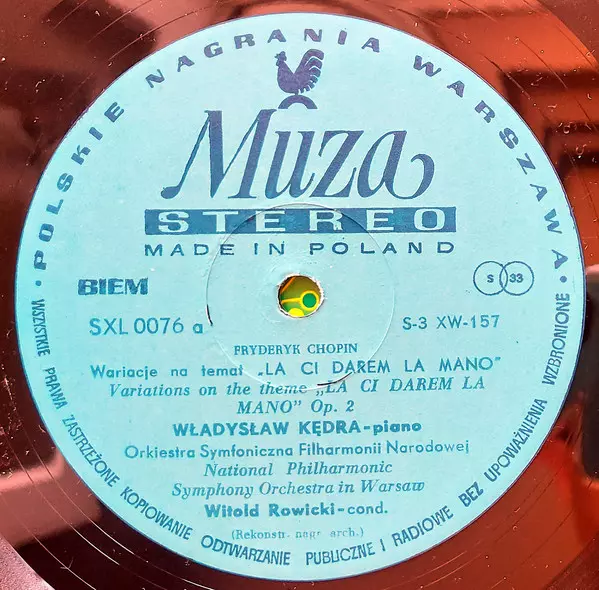 • POLSKIE NAGRANIA WARSZAWA •
Muza
STEREO
MADE IN POLAND
BIEM
S 33
SXL 0076 a
S-3 XW-157
FRYDERYK CHOPIN
Wariacje na temat „LA CI DAREM LA MANO"
Variations on the theme „LA CI DAREM LA
MANO" Op. 2
WŁADYSŁAW KĘDRA-piano
Orkiestra Symfoniczna Filharmonii Narodowej
National Philharmonic
Symphony Orchestra in Warsaw
Witold Rowicki-cond.
(Rekonstr. nagr. arch.)
WSZYSTKIE PRAWA ZASTRZEŻONE KOPIOWANIE ODTWARZANIE PUBLICZNE I RADIOWE BEZ UPOWAŻNIENIA WZBRONIONE